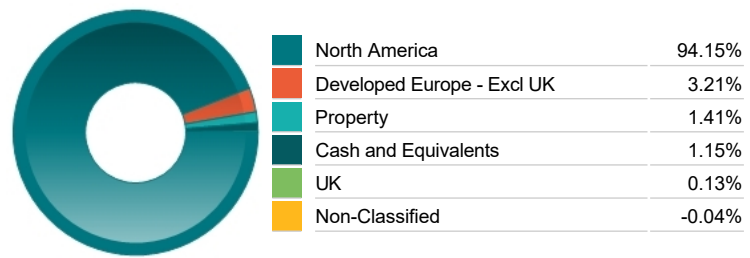 North America 94.15%
Developed Europe - Excl UK 3.21%
Property 1.41%
Cash and Equivalents 1.15%
UK 0.13%
Non-Classified -0.04%